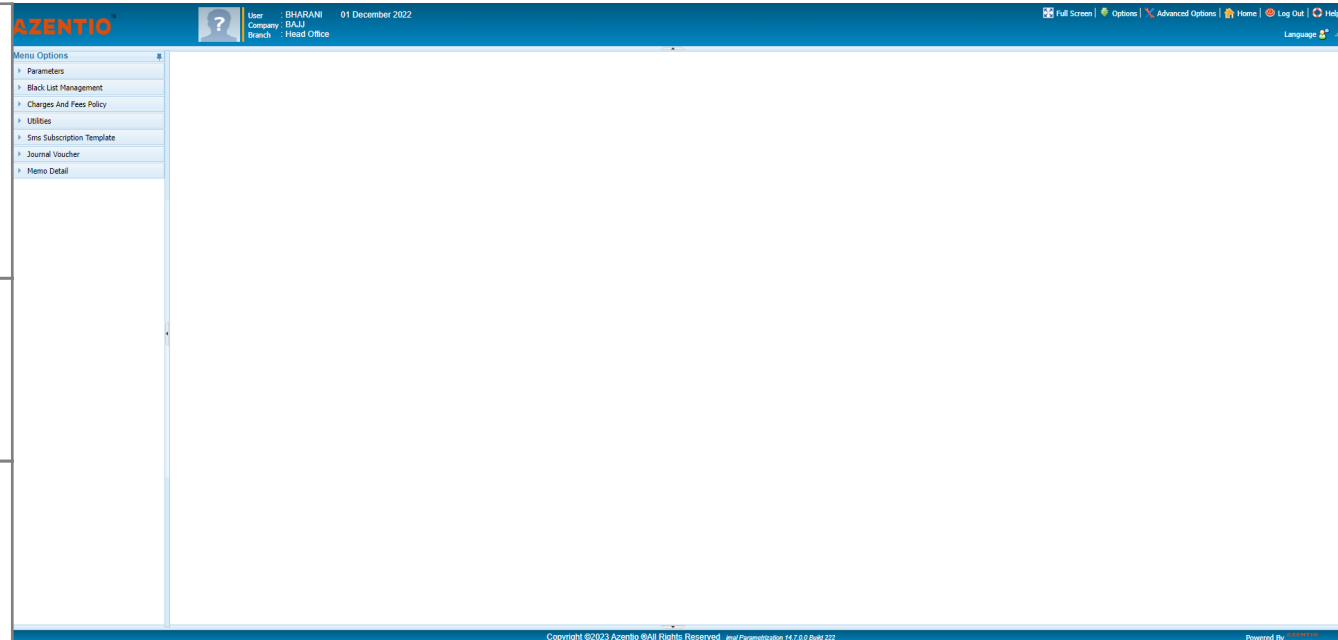 AZENTIO
User : BHARANI 01 December 2022
Company : BAJJ
Branch : Head Office
Full Screen | Options | Advanced Options | Home | Log Out | Help
Language
Menu Options
Parameters
Black List Management
Charges And Fees Policy
Utilities
Sms Subscription Template
Journal Voucher
Memo Detail
Copyright ©2023 Azentio ®All Rights Reserved imal Parametrization 14.7.0.0 Build 222
Powered By AZENTIO